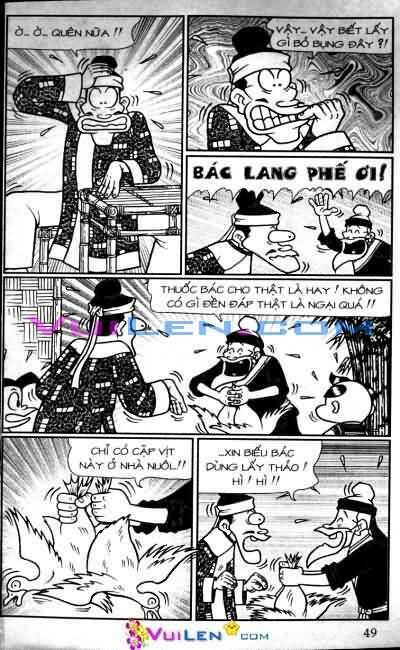 Ờ... Ờ... QUÊN NỮA !!
VẬY... VẬY BIẾT LẤY
GÌ BỎ BỤNG ĐÂY ?!
BÁC LANG PHẾ ƠI!
THUỐC BÁC CHO THẬT LÀ HAY ! KHÔNG
CÓ GÌ ĐỀN ĐÁP THẬT LÀ NGẠI QUÁ !!
VuiLen.com
CHỈ CÓ CẶP VỊT
NÀY Ở NHÀ NUÔI..!!
...XIN BIẾU BÁC
DÙNG LẤY THẢO !
HÌ ! HÌ !!
49
VuiLen.com